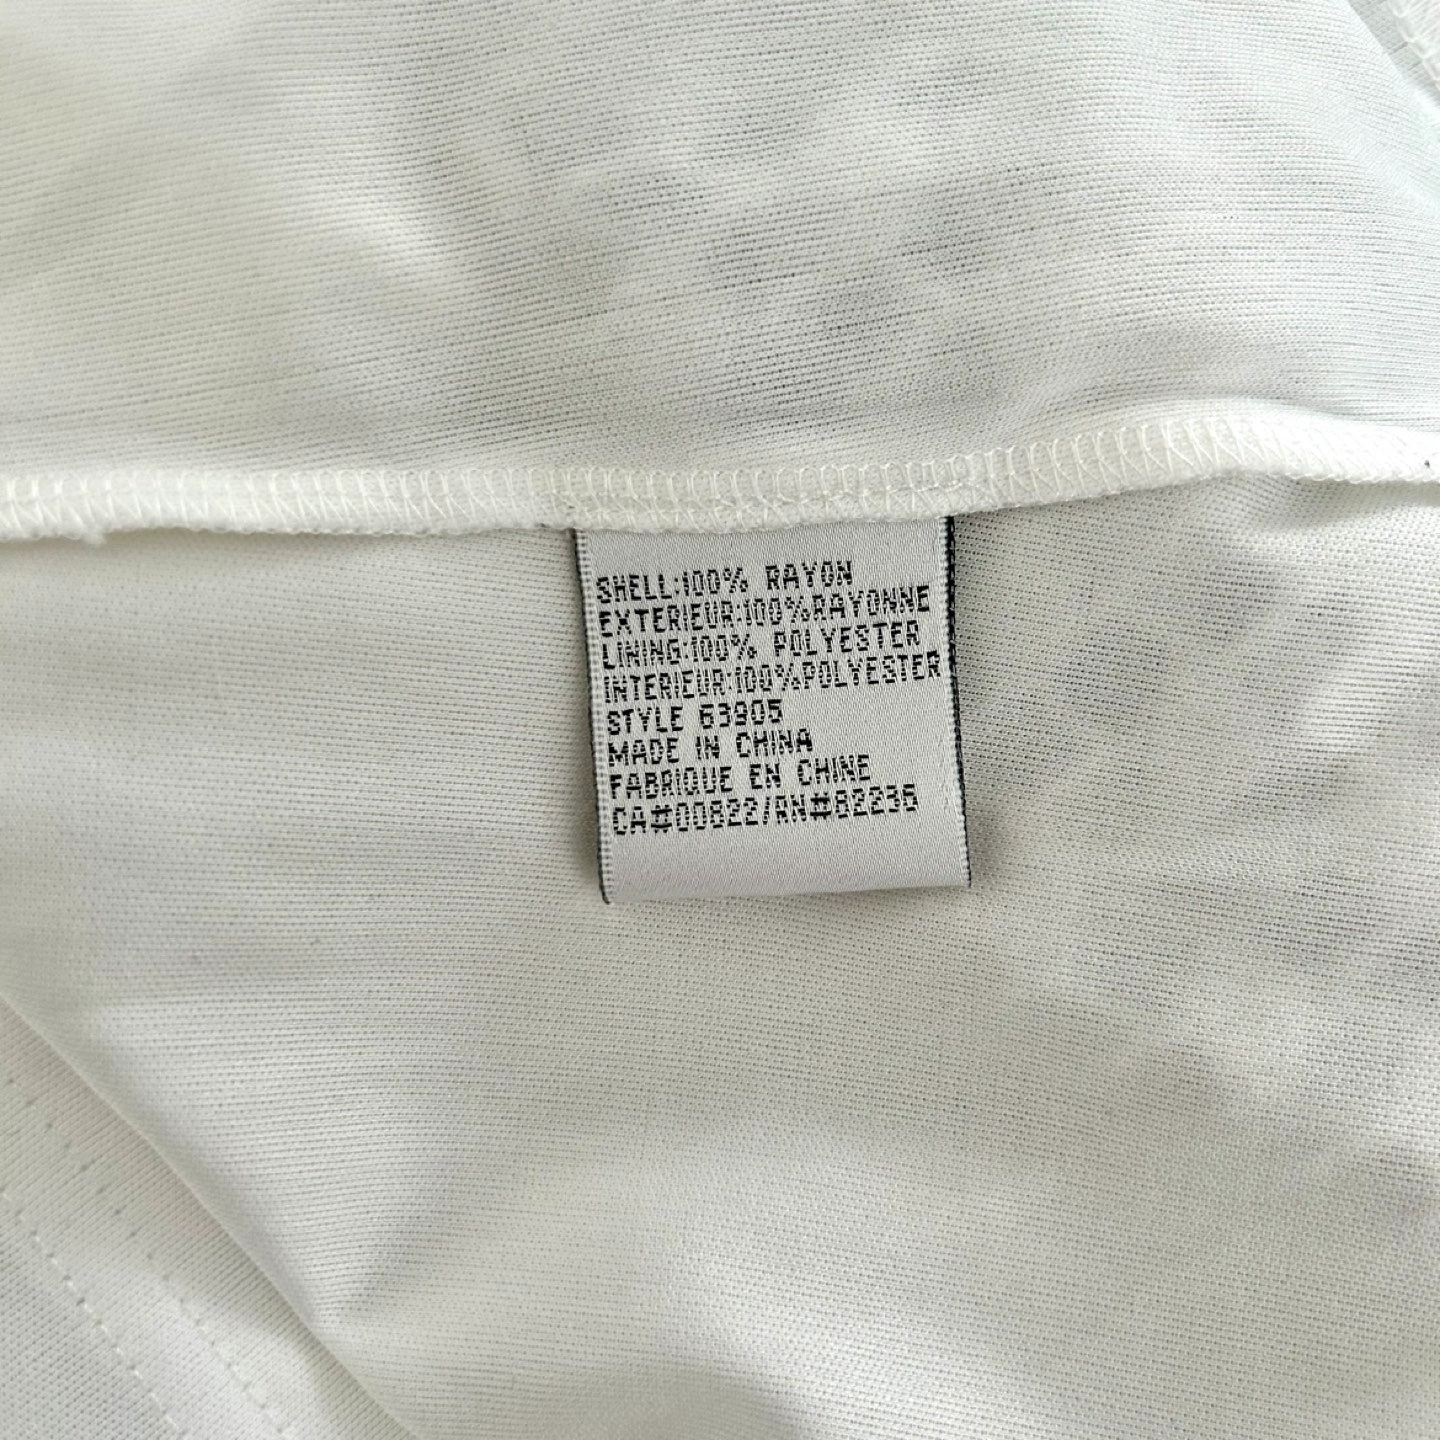 SHELL:100% RAYON
EXTERIEUR:100%RAYONNE
LINING:100% POLYESTER
INTERIEUR:100%POLYESTER
STYLE 63905
MADE IN CHINA
FABRIQUE EN CHINE
CA#00822/RN#82236